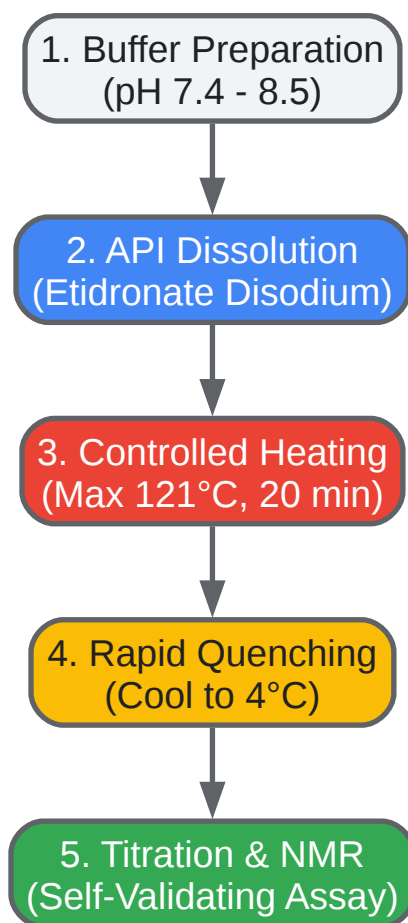 1. Buffer Preparation
(pH 7.4 - 8.5)
2. API Dissolution
(Etidronate Disodium)
3. Controlled Heating
(Max 121°C, 20 min)
4. Rapid Quenching
(Cool to 4°C)
5. Titration & NMR
(Self-Validating Assay)